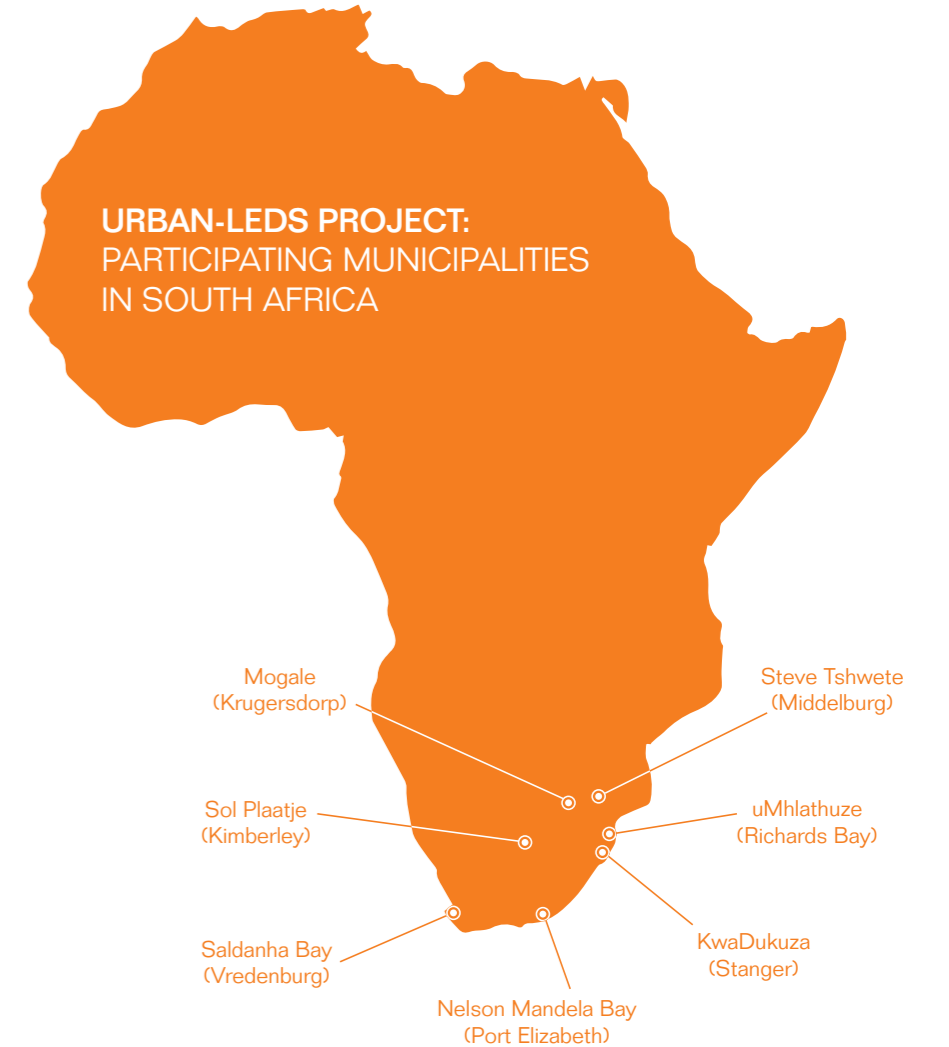 URBAN-LEDS PROJECT:
PARTICIPATING MUNICIPALITIES
IN SOUTH AFRICA
Mogale
(Krugersdorp)
Steve Tshwete
(Middelburg)
Sol Plaatje
(Kimberley)
uMhlathuze
(Richards Bay)
Saldanha Bay
(Vredenburg)
KwaDukuza
(Stanger)
Nelson Mandela Bay
(Port Elizabeth)